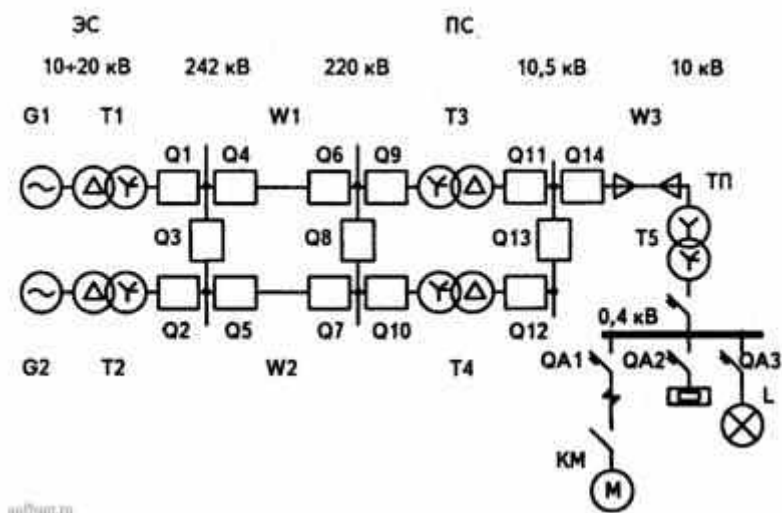 ЭС ПС
10+20 кВ 242 кВ 220 кВ 10,5 кВ 10 кВ
G1 T1 W1 T3 W3
Q1 Q4 Q6 Q9 Q11 Q14
ТП
Q3 Q8 Q13 T5
Q2 Q5 Q7 Q10 Q12
0,4 кВ
G2 T2 W2 T4
QA1 QA2 QA3
L
KM
M